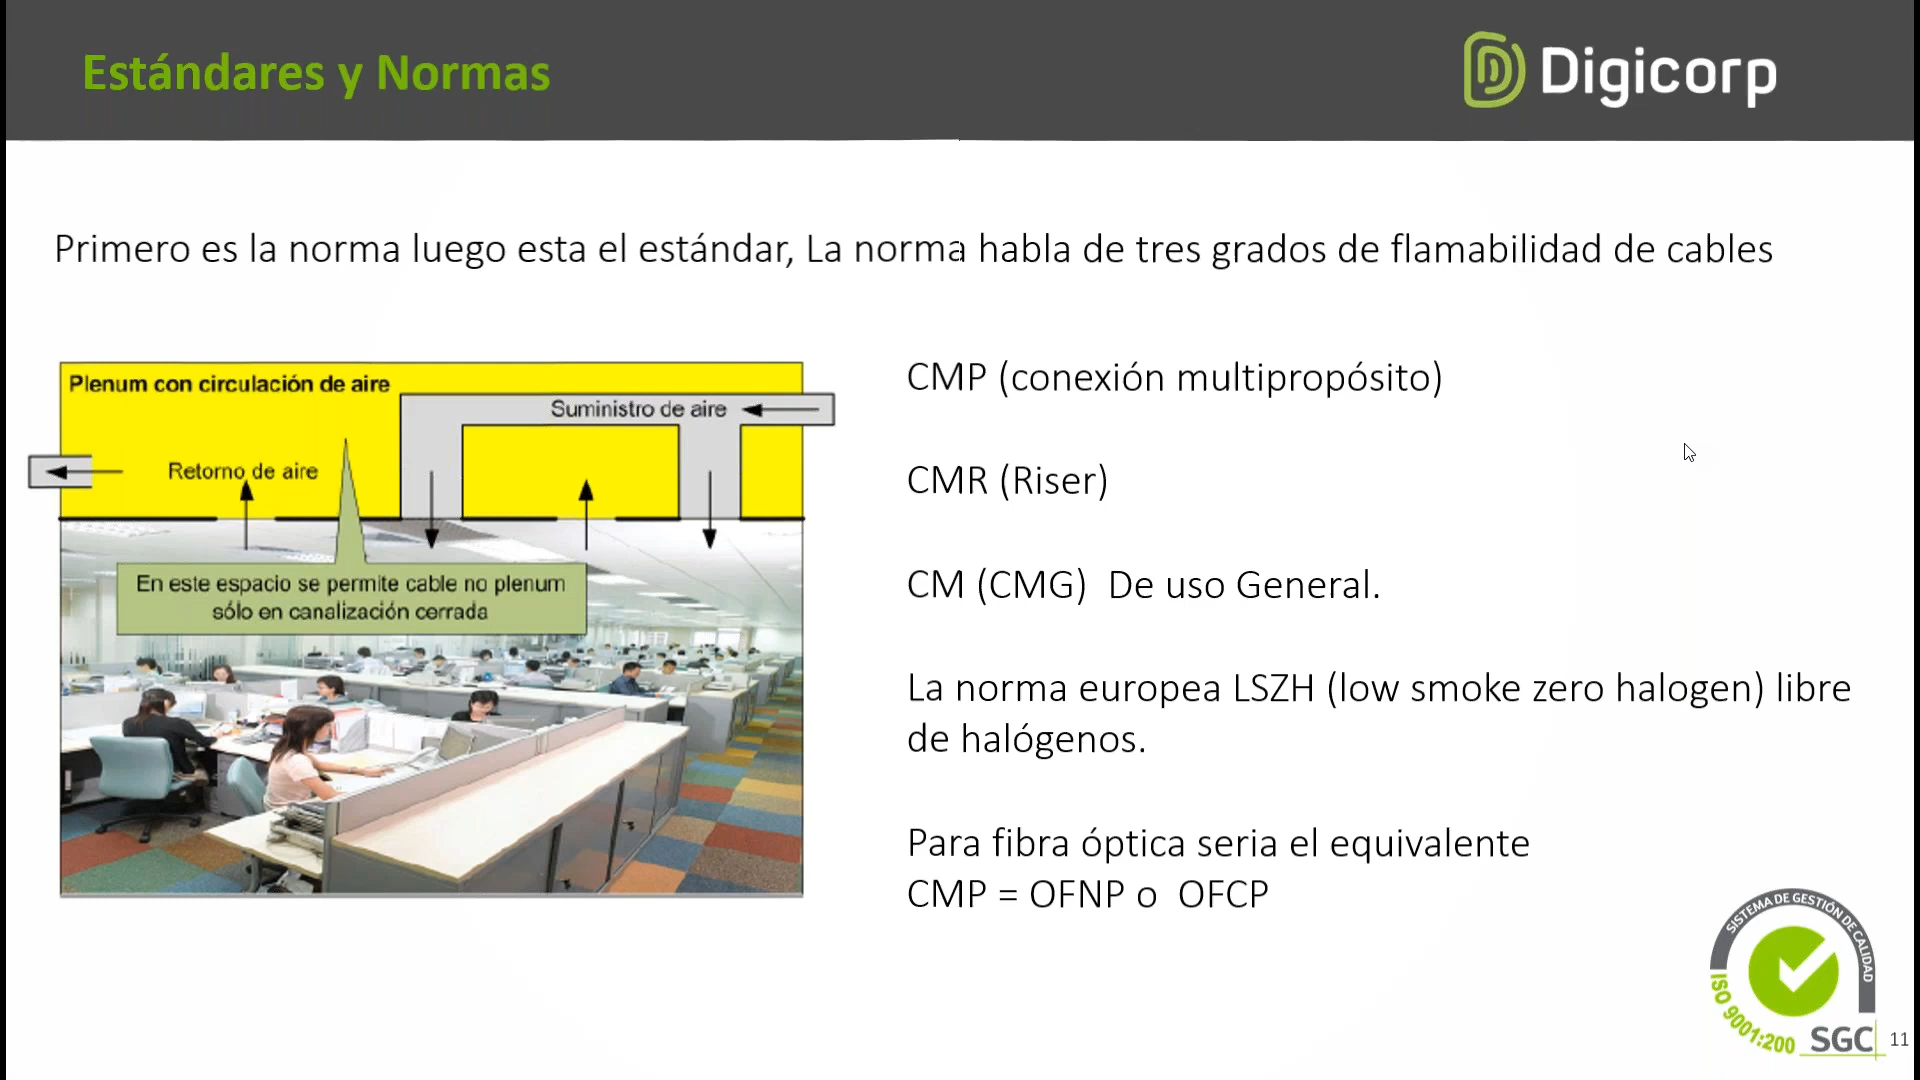 Estándares y Normas
Digicorp
Primero es la norma luego esta el estándar, La norma habla de tres grados de flamabilidad de cables
Plenum con circulación de aire
Suministro de aire
Retorno de aire
En este espacio se permite cable no plenum
sólo en canalización cerrada
CMP (conexión multipropósito)
CMR (Riser)
CM (CMG) De uso General.
La norma europea LSZH (low smoke zero halogen) libre
de halógenos.
Para fibra óptica seria el equivalente
CMP = OFNP o OFCP
SISTEMA DE GESTIÓN DE CALIDAD
ISO 9001:200
SGC
11